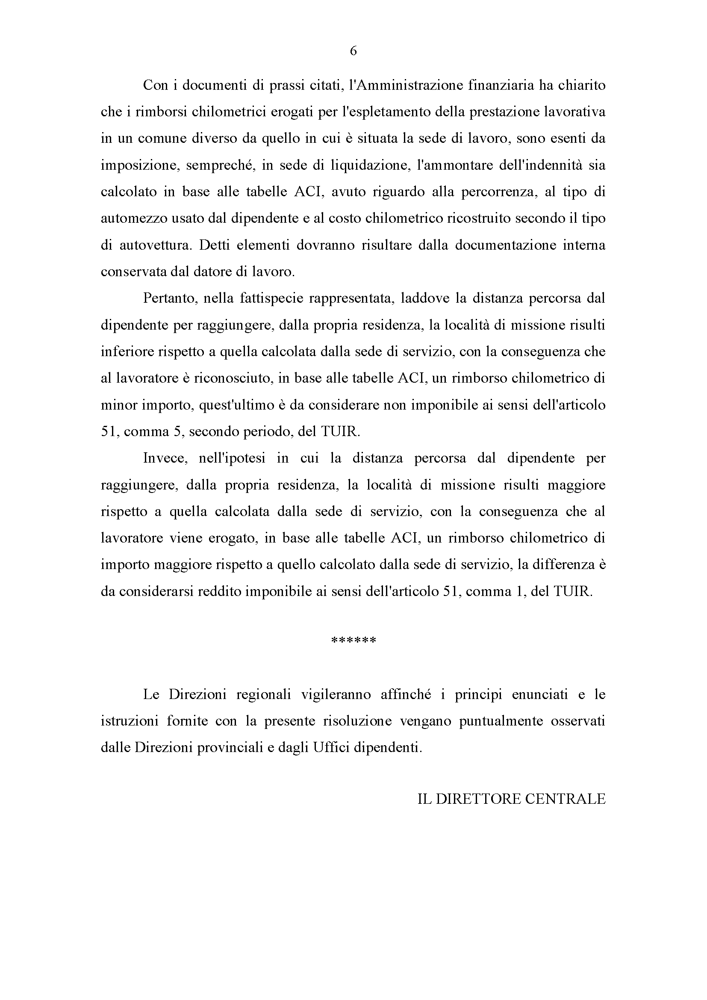 6
Con i documenti di prassi citati, l'Amministrazione finanziaria ha chiarito
che i rimborsi chilometrici erogati per l'espletamento della prestazione lavorativa
in un comune diverso da quello in cui è situata la sede di lavoro, sono esenti da
imposizione, sempreché, in sede di liquidazione, l'ammontare dell'indennità sia
calcolato in base alle tabelle ACI, avuto riguardo alla percorrenza, al tipo di
automezzo usato dal dipendente e al costo chilometrico ricostruito secondo il tipo
di autovettura. Detti elementi dovranno risultare dalla documentazione interna
conservata dal datore di lavoro.
Pertanto, nella fattispecie rappresentata, laddove la distanza percorsa dal
dipendente per raggiungere, dalla propria residenza, la località di missione risulti
inferiore rispetto a quella calcolata dalla sede di servizio, con la conseguenza che
al lavoratore è riconosciuto, in base alle tabelle ACI, un rimborso chilometrico di
minor importo, quest'ultimo è da considerare non imponibile ai sensi dell'articolo
51, comma 5, secondo periodo, del TUIR.
Invece, nell'ipotesi in cui la distanza percorsa dal dipendente per
raggiungere, dalla propria residenza, la località di missione risulti maggiore
rispetto a quella calcolata dalla sede di servizio, con la conseguenza che al
lavoratore viene erogato, in base alle tabelle ACI, un rimborso chilometrico di
importo maggiore rispetto a quello calcolato dalla sede di servizio, la differenza è
da considerarsi reddito imponibile ai sensi dell'articolo 51, comma 1, del TUIR.
******
Le Direzioni regionali vigileranno affinché i principi enunciati e le
istruzioni fornite con la presente risoluzione vengano puntualmente osservati
dalle Direzioni provinciali e dagli Uffici dipendenti.
IL DIRETTORE CENTRALE